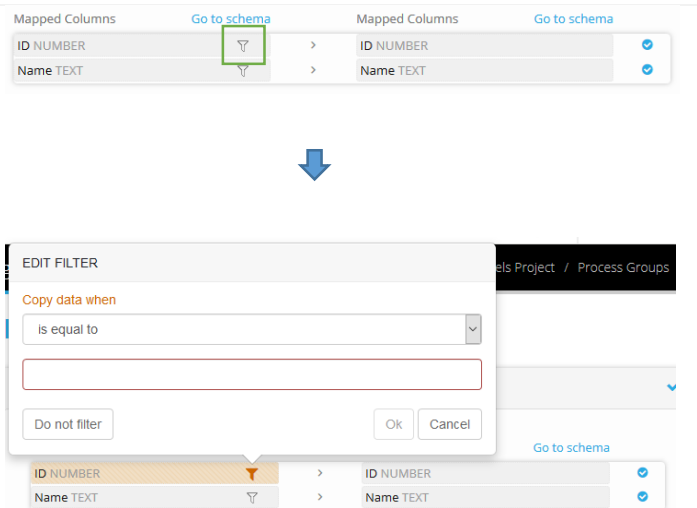 Mapped Columns Go to schema Mapped Columns Go to schema
ID NUMBER > ID NUMBER
Name TEXT > Name TEXT
EDIT FILTER
els Project / Process Groups
Copy data when
is equal to
Do not filter Ok Cancel
Go to schema
ID NUMBER > ID NUMBER
Name TEXT > Name TEXT